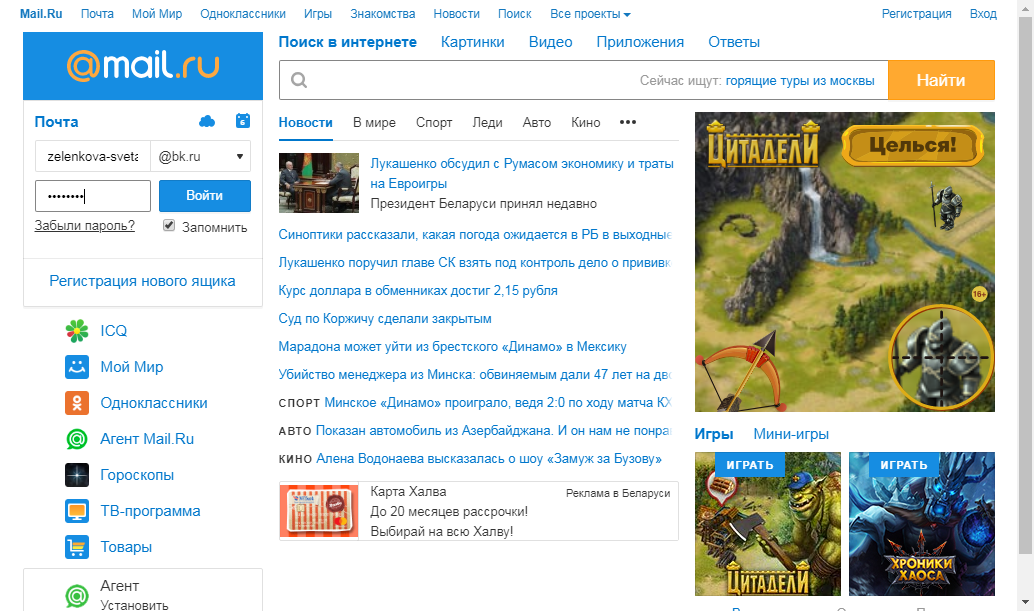 Mail.Ru Почта Мой Мир Одноклассники Игры Знакомства Новости Поиск Все проекты Регистрация Вход
@mail.ru
Почта
6
zelenkova-sveta @bk.ru
••••••••
Войти
Забыли пароль? Запомнить
Регистрация нового ящика
ICQ
Мой Мир
Одноклассники
Агент Mail.Ru
Гороскопы
ТВ-программа
Товары
Агент
Установить
Поиск в интернете Картинки Видео Приложения Ответы
Сейчас ищут: горящие туры из москвы Найти
Новости В мире Спорт Леди Авто Кино •••
Лукашенко обсудил с Румасом экономику и траты
на Евроигры
Президент Беларуси принял недавно
Синоптики рассказали, какая погода ожидается в РБ в выходные
Лукашенко поручил главе СК взять под контроль дело о прививк
Курс доллара в обменниках достиг 2,15 рубля
Суд по Коржичу сделали закрытым
Марадона может уйти из брестского «Динамо» в Мексику
Убийство менеджера из Минска: обвиняемым дали 47 лет на дво
СПОРТ Минское «Динамо» проиграло, ведя 2:0 по ходу матча КХ
АВТО Показан автомобиль из Азербайджана. И он нам не понра
КИНО Алена Водонаева высказалась о шоу «Замуж за Бузову»
Карта Халва Реклама в Беларуси
До 20 месяцев рассрочки!
Выбирай на всю Халву!
ЦИТАДЕЛИ Целься!
16+
Игры Мини-игры
ИГРАТЬ ИГРАТЬ
ЦИТАДЕЛИ ХРОНИКИ
ХАОСА